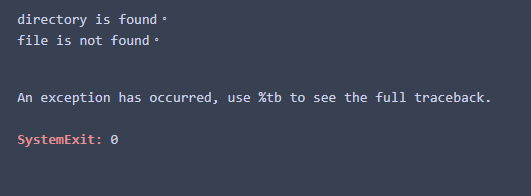 directory is found。
file is not found。
An exception has occurred, use %tb to see the full traceback.
SystemExit: 0